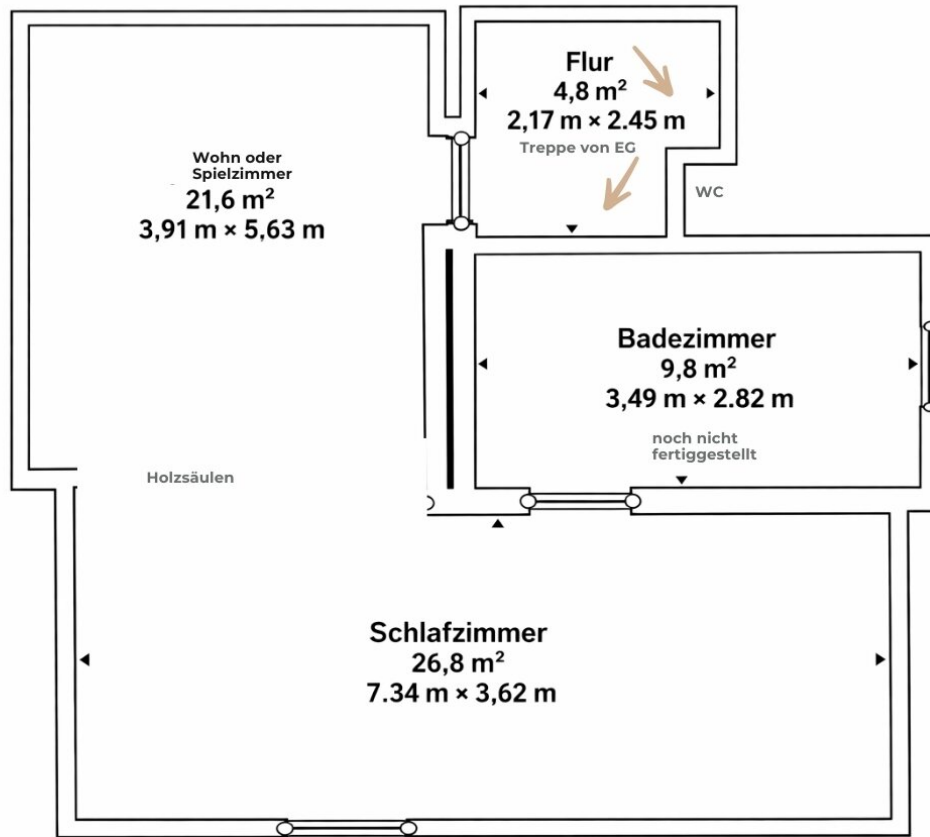 Flur
4,8 m²
2,17 m × 2.45 m
Treppe von EG
Wohn oder
Spielzimmer
21,6 m²
3,91 m × 5,63 m
WC
Badezimmer
9,8 m²
3,49 m × 2.82 m
noch nicht
fertiggestellt
Holzsäulen
Schlafzimmer
26,8 m²
7.34 m × 3,62 m